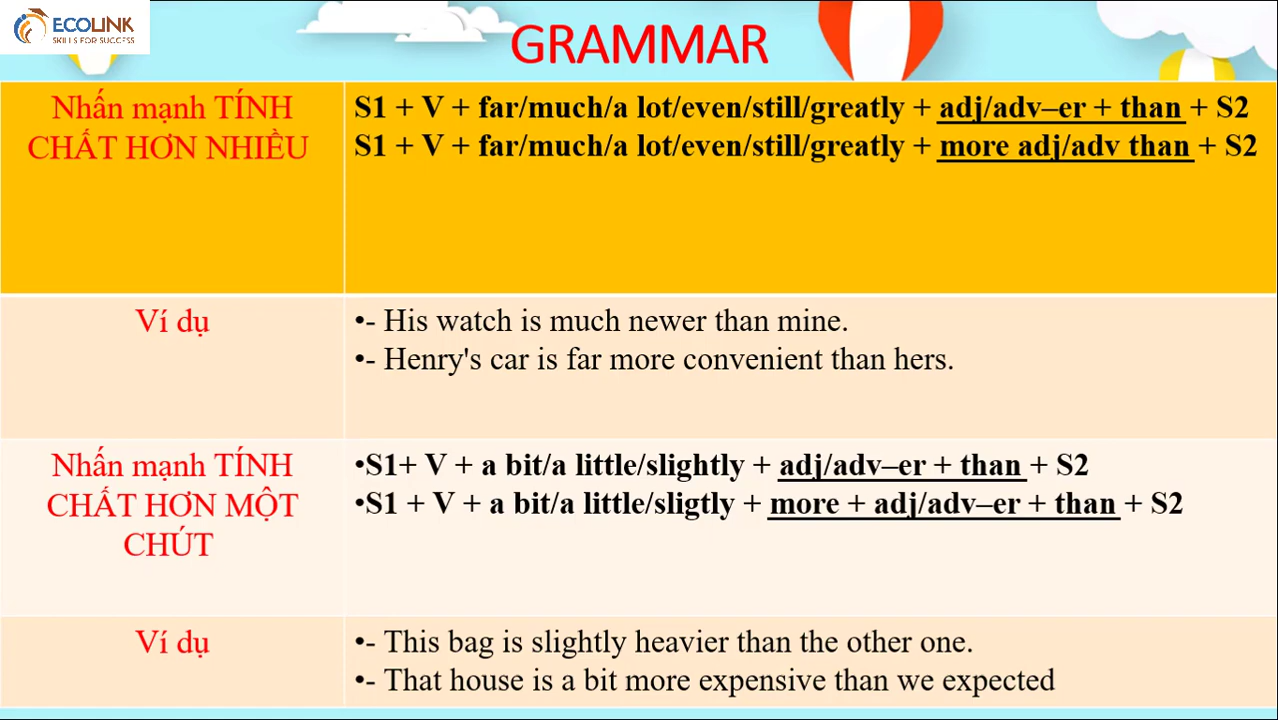 ECOLINK
SKILLS FOR SUCCESS
GRAMMAR
Nhấn mạnh TÍNH
CHẤT HƠN NHIỀU
S1 + V + far/much/a lot/even/still/greatly + adj/adv–er + than + S2
S1 + V + far/much/a lot/even/still/greatly + more adj/adv than + S2
Ví dụ
•- His watch is much newer than mine.
•- Henry's car is far more convenient than hers.
Nhấn mạnh TÍNH
CHẤT HƠN MỘT
CHÚT
•S1+ V + a bit/a little/slightly + adj/adv–er + than + S2
•S1 + V + a bit/a little/sligtly + more + adj/adv–er + than + S2
Ví dụ
•- This bag is slightly heavier than the other one.
•- That house is a bit more expensive than we expected